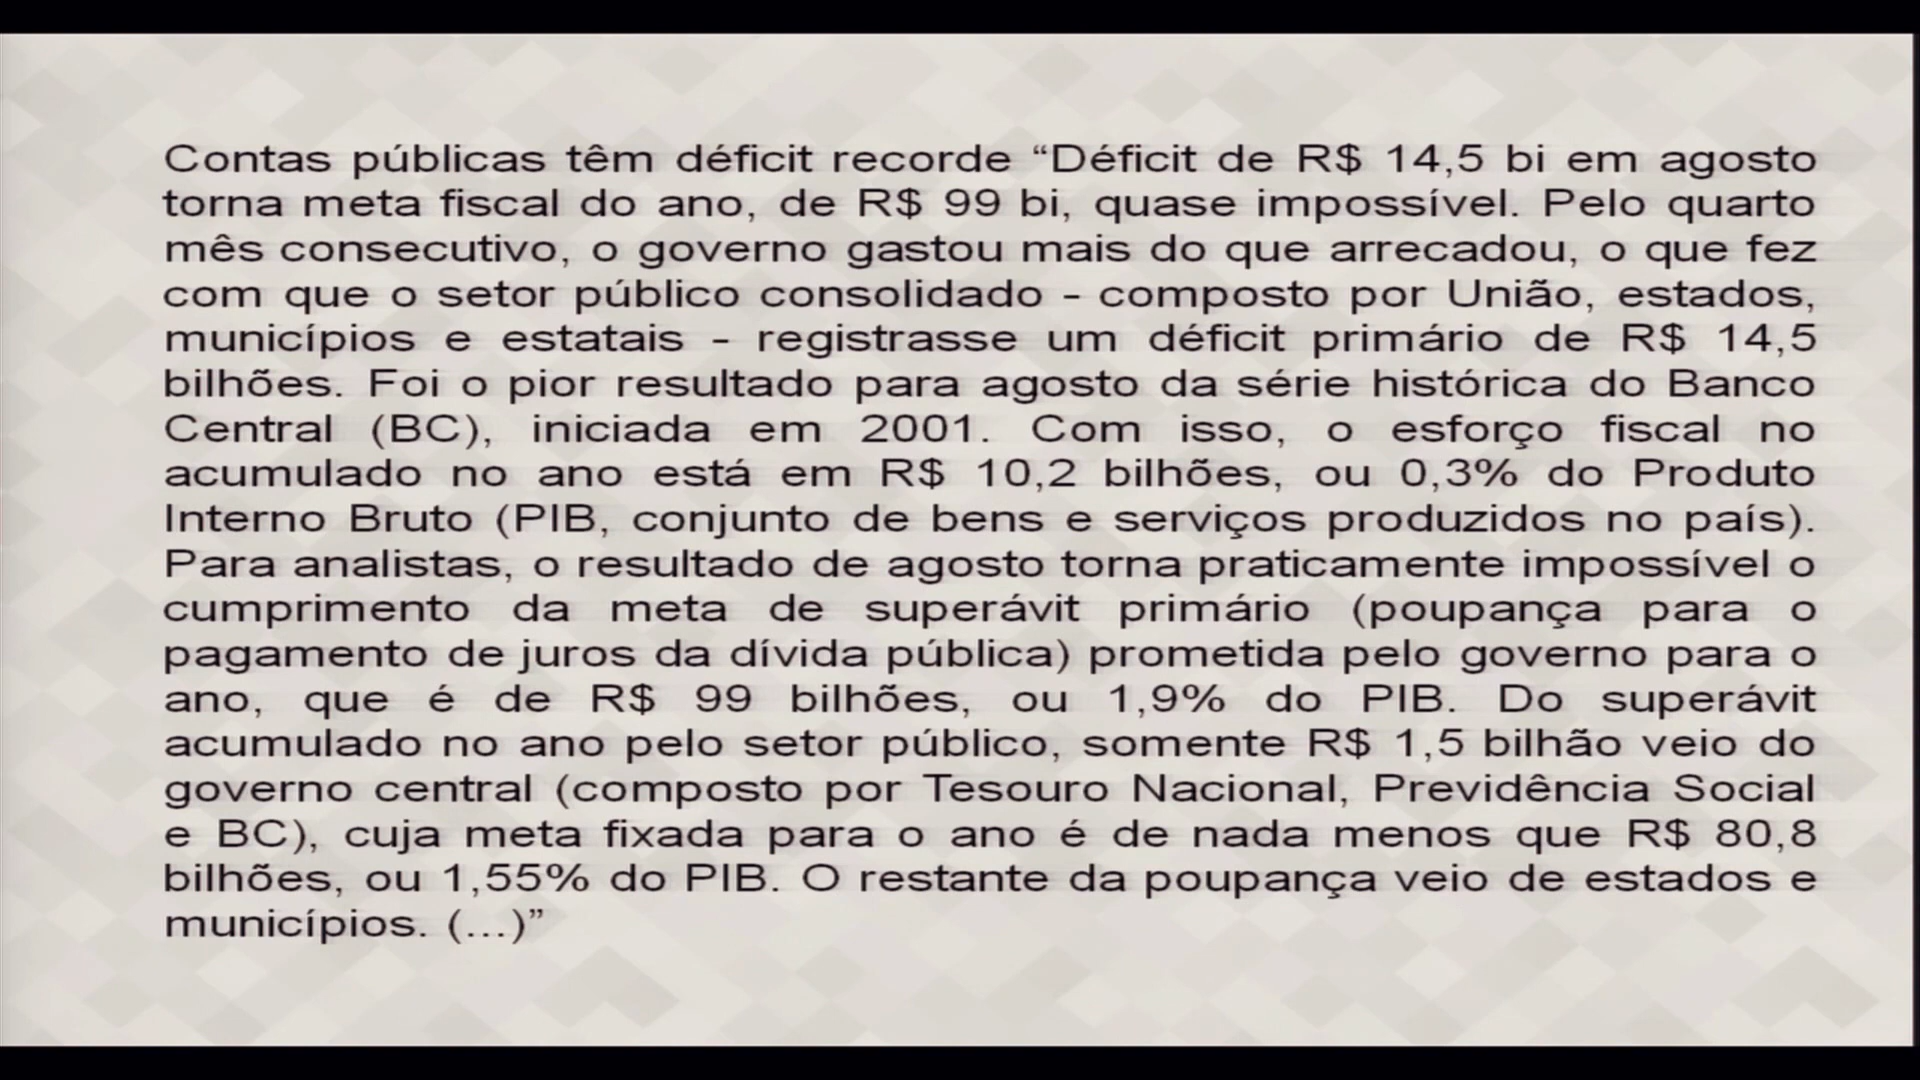 Contas públicas têm déficit recorde “Déficit de R$ 14,5 bi em agosto
torna meta fiscal do ano, de R$ 99 bi, quase impossível. Pelo quarto
mês consecutivo, o governo gastou mais do que arrecadou, o que fez
com que o setor público consolidado - composto por União, estados,
municípios e estatais - registrasse um déficit primário de R$ 14,5
bilhões. Foi o pior resultado para agosto da série histórica do Banco
Central (BC), iniciada em 2001. Com isso, o esforço fiscal no
acumulado no ano está em R$ 10,2 bilhões, ou 0,3% do Produto
Interno Bruto (PIB, conjunto de bens e serviços produzidos no país).
Para analistas, o resultado de agosto torna praticamente impossível o
cumprimento da meta de superávit primário (poupança para o
pagamento de juros da dívida pública) prometida pelo governo para o
ano, que é de R$ 99 bilhões, ou 1,9% do PIB. Do superávit
acumulado no ano pelo setor público, somente R$ 1,5 bilhão veio do
governo central (composto por Tesouro Nacional, Previdência Social
e BC), cuja meta fixada para o ano é de nada menos que R$ 80,8
bilhões, ou 1,55% do PIB. O restante da poupança veio de estados e
municípios. (...)”